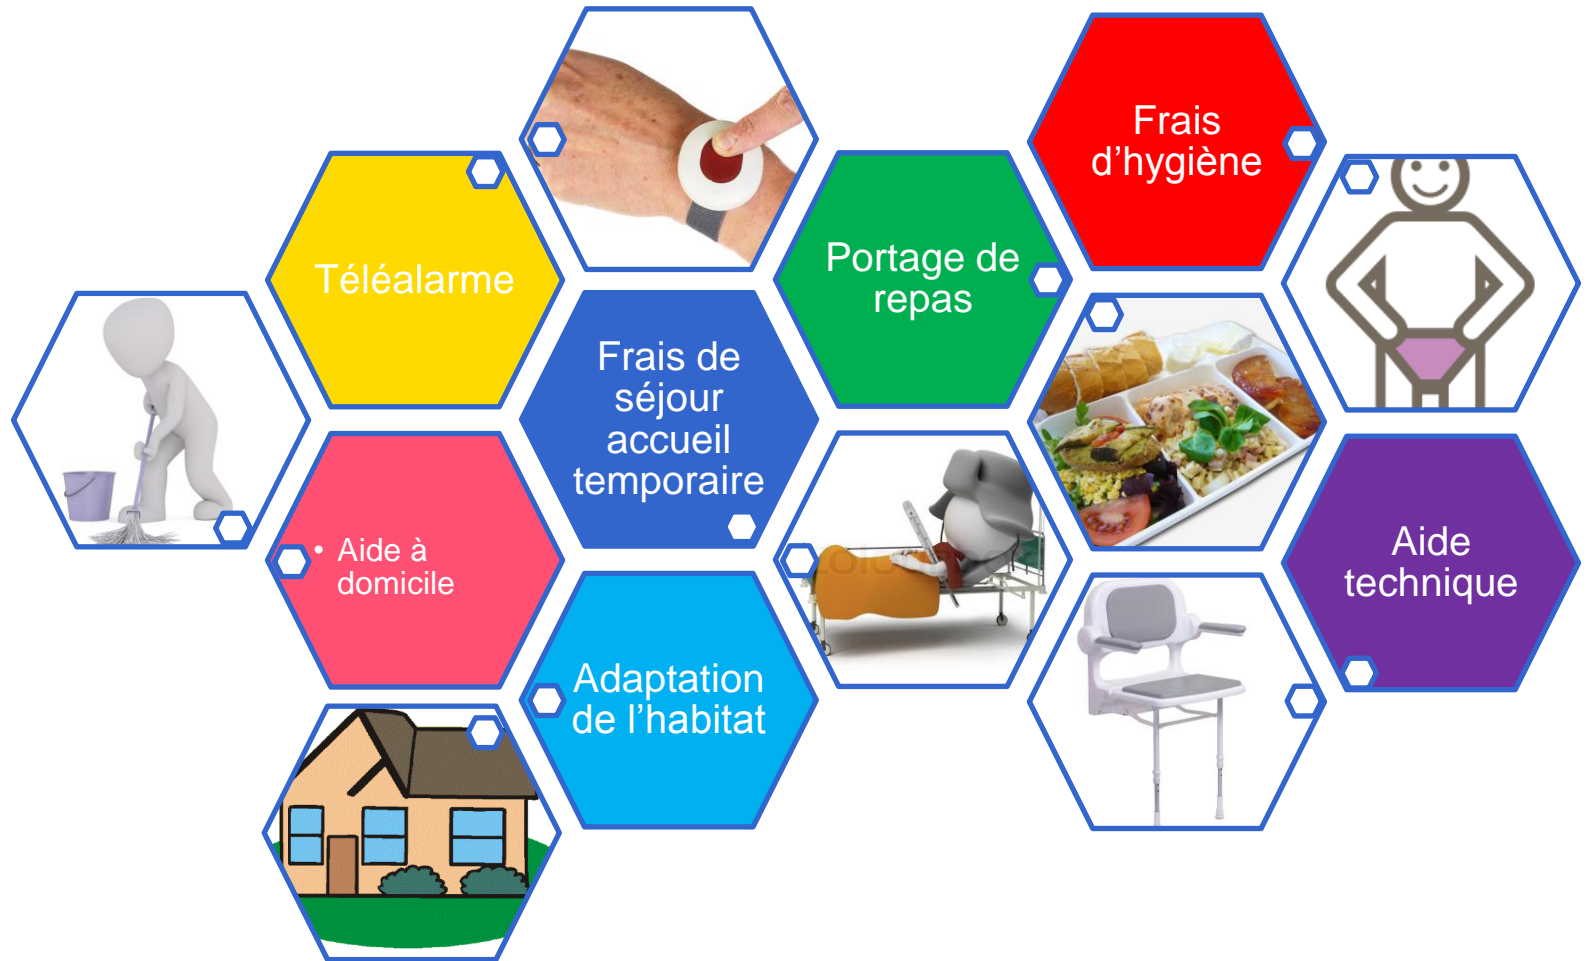 Frais
d’hygiène
Téléalarme
Portage de
repas
Frais de
séjour
accueil
temporaire
• Aide à
domicile
Aide
technique
Adaptation
de l’habitat